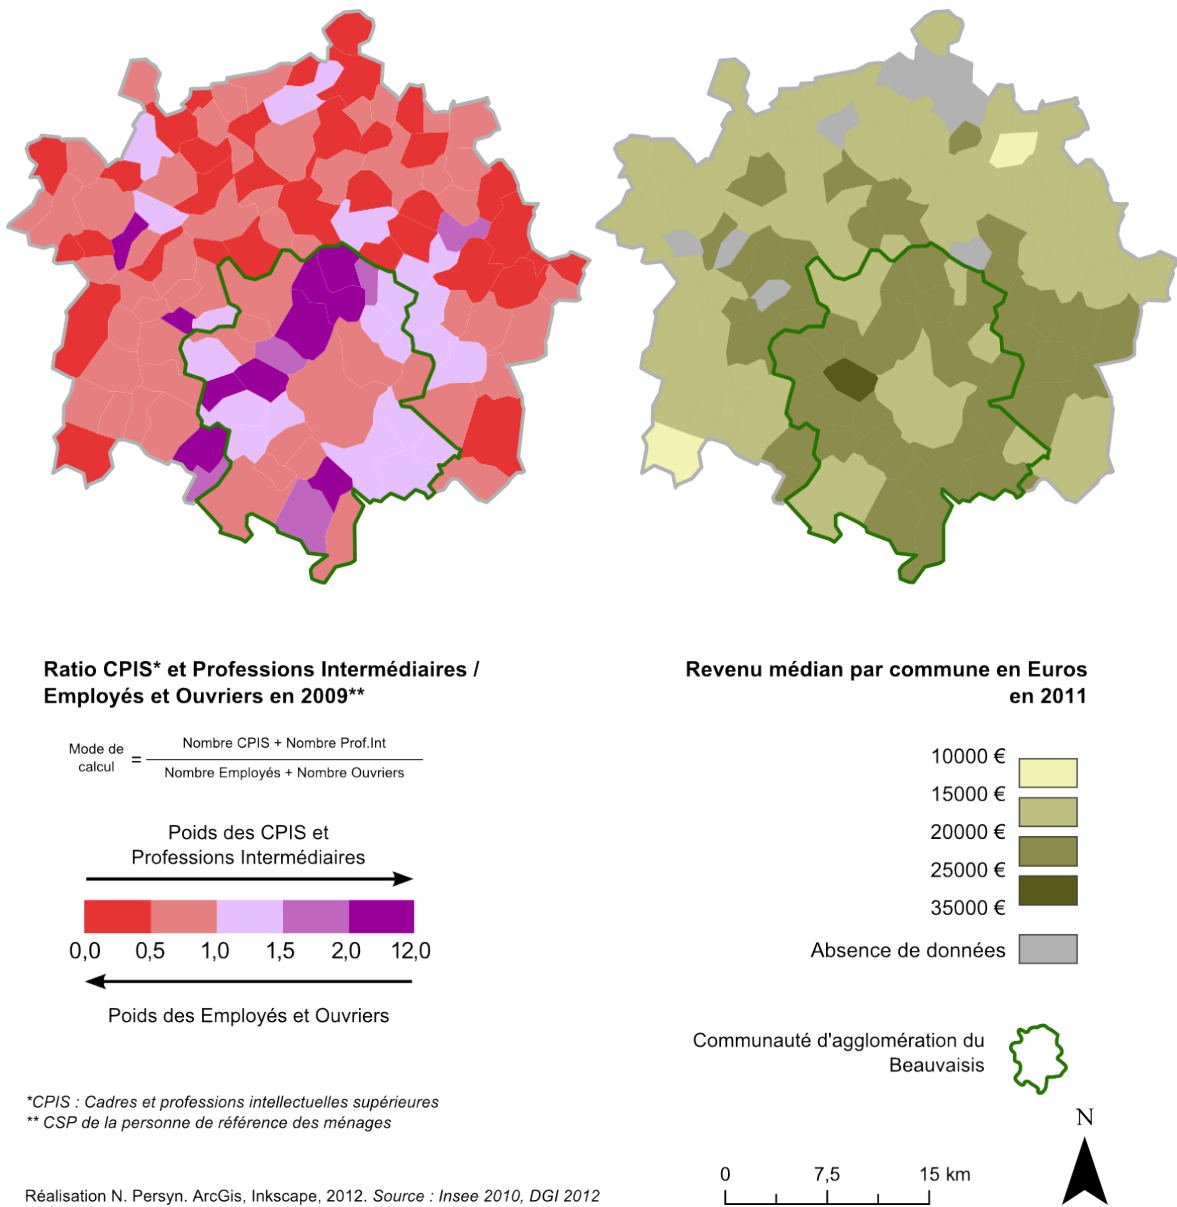 Ratio CPIS* et Professions Intermédiaires /
Employés et Ouvriers en 2009**
Mode de
calcul
=
Nombre CPIS + Nombre Prof.Int
Nombre Employés + Nombre Ouvriers
Poids des CPIS et
Professions Intermédiaires
0,0 0,5 1,0 1,5 2,0 12,0
Poids des Employés et Ouvriers
*CPIS : Cadres et professions intellectuelles supérieures
** CSP de la personne de référence des ménages
Réalisation N. Persyn. ArcGis, Inkscape, 2012. Source : Insee 2010, DGI 2012
Revenu médian par commune en Euros
en 2011
10000 €
15000 €
20000 €
25000 €
35000 €
Absence de données
Communauté d'agglomération du
Beauvaisis
N
0 7,5 15 km